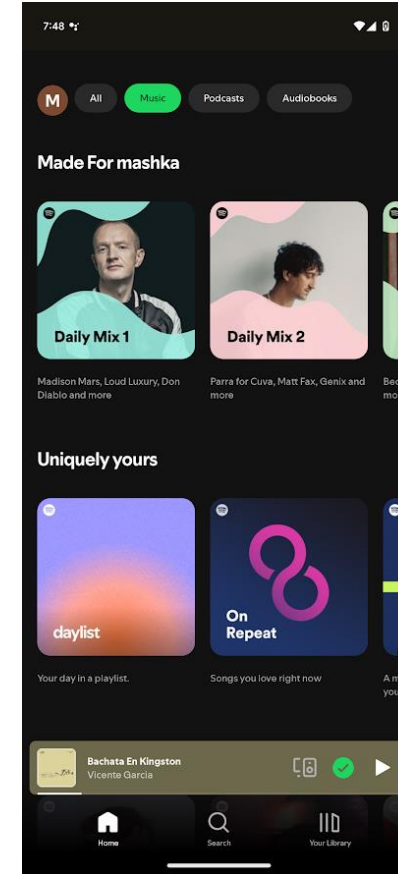 7:48
M
All
Music
Podcasts
Audiobooks
Made For mashka
Daily Mix 1
Daily Mix 2
Madison Mars, Loud Luxury, Don
Diablo and more
Parra for Cuva, Matt Fax, Genix and
more
Uniquely yours
daylist
On
Repeat
Your day in a playlist.
Songs you love right now
Bachata En Kingston
Vicente Garcia
Home
Search
Your Library